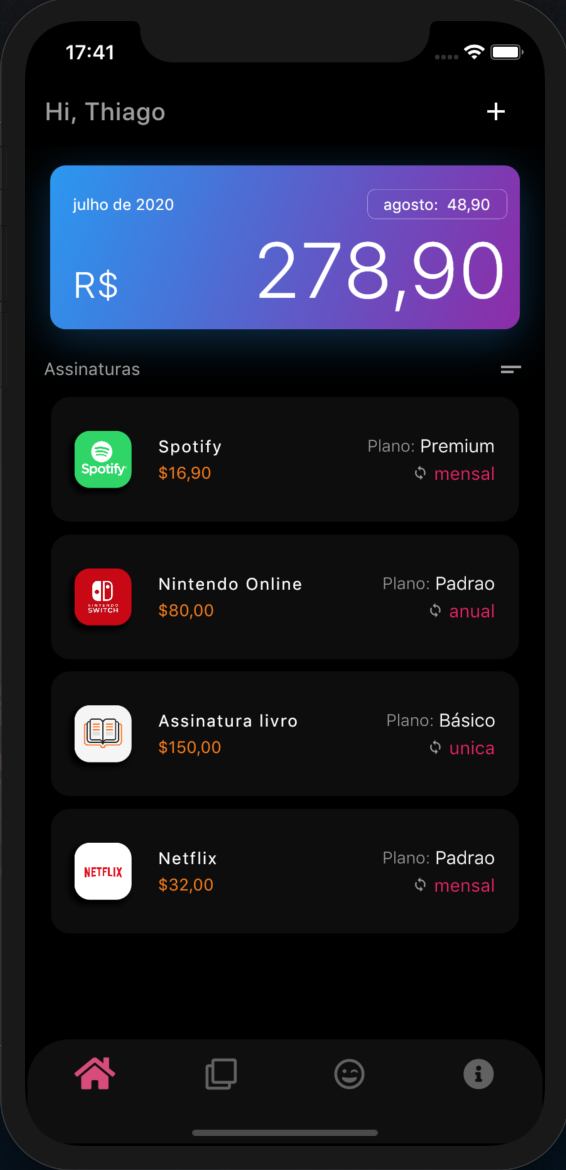 17:41
Hi, Thiago
+
julho de 2020
agosto: 48,90
R$ 278,90
Assinaturas
Spotify
Spotify
$16,90
Plano: Premium
mensal
NINTENDO
SWITCH
Nintendo Online
$80,00
Plano: Padrao
anual
Assinatura livro
$150,00
Plano: Básico
unica
NETFLIX
Netflix
$32,00
Plano: Padrao
mensal